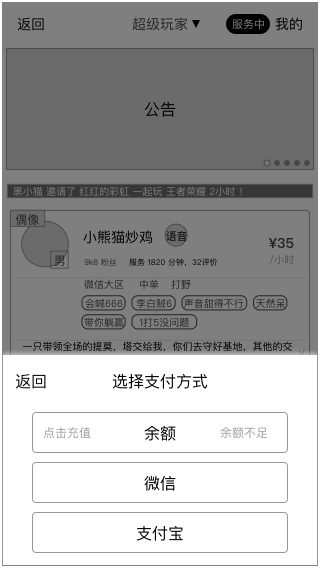 返回 超级玩家▼ 服务中 我的
公告
黑小猫 邀请了 红红的彩虹 一起玩 王者荣耀 2小时！
偶像
小熊猫炒鸡 语音
¥35
男 9k8 粉丝 服务 1820 分钟，32评价 /小时
微信大区 中单 打野
会喊666 李白贼6 声音甜得不行 天然呆
带你躺赢 1打5没问题
一只带领全场的提莫，塔交给我，你们去守好基地，其他的交
返回 选择支付方式
点击充值 余额 余额不足
微信
支付宝